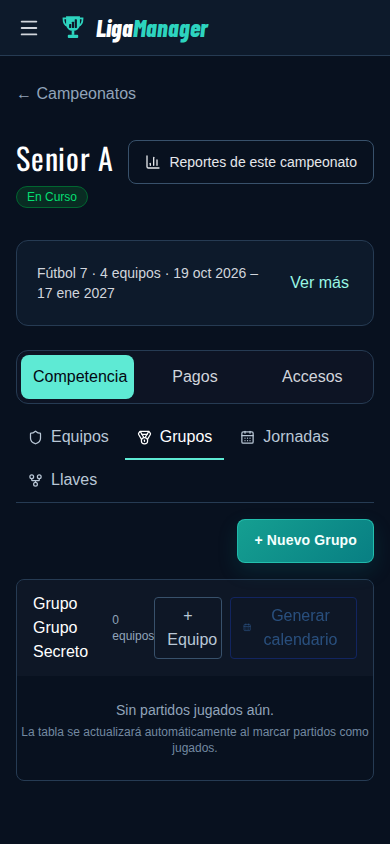 LigaManager
← Campeonatos
Senior A
Reportes de este campeonato
En Curso
Fútbol 7 · 4 equipos · 19 oct 2026 –
17 ene 2027
Ver más
Competencia
Pagos
Accesos
Equipos
Grupos
Jornadas
Llaves
+ Nuevo Grupo
Grupo
Grupo
Secreto
0
equipos
+
Equipo
Generar
calendario
Sin partidos jugados aún.
La tabla se actualizará automáticamente al marcar partidos como
jugados.